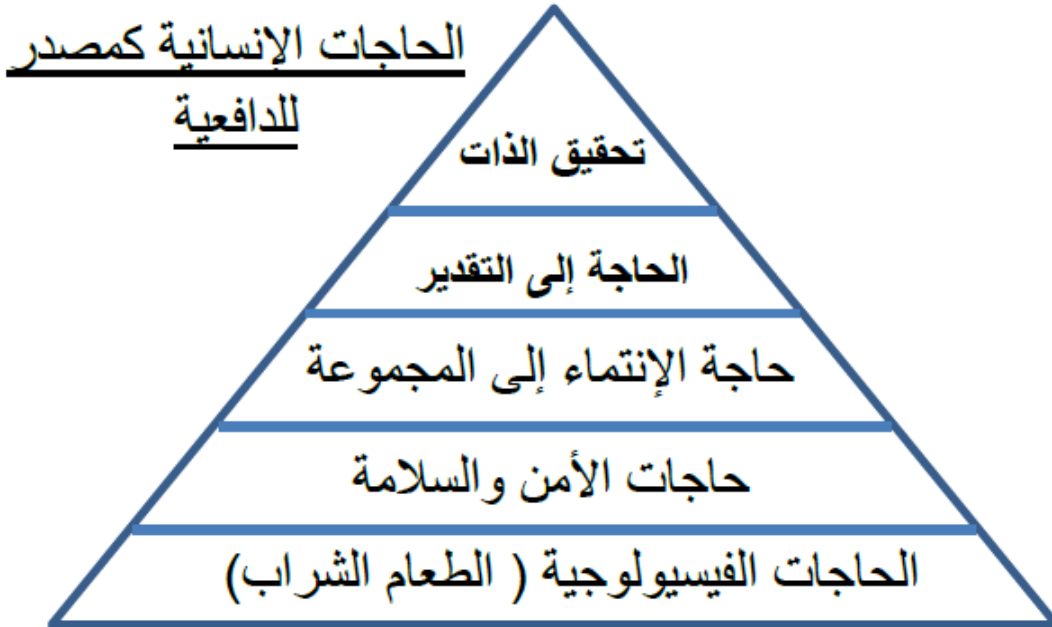 الحاجات الإنسانية كمصدر
للدافعية
تحقيق الذات
الحاجة إلى التقدير
حاجة الإنتماء إلى المجموعة
حاجات الأمن والسلامة
الحاجات الفيسيولوجية ( الطعام الشراب)